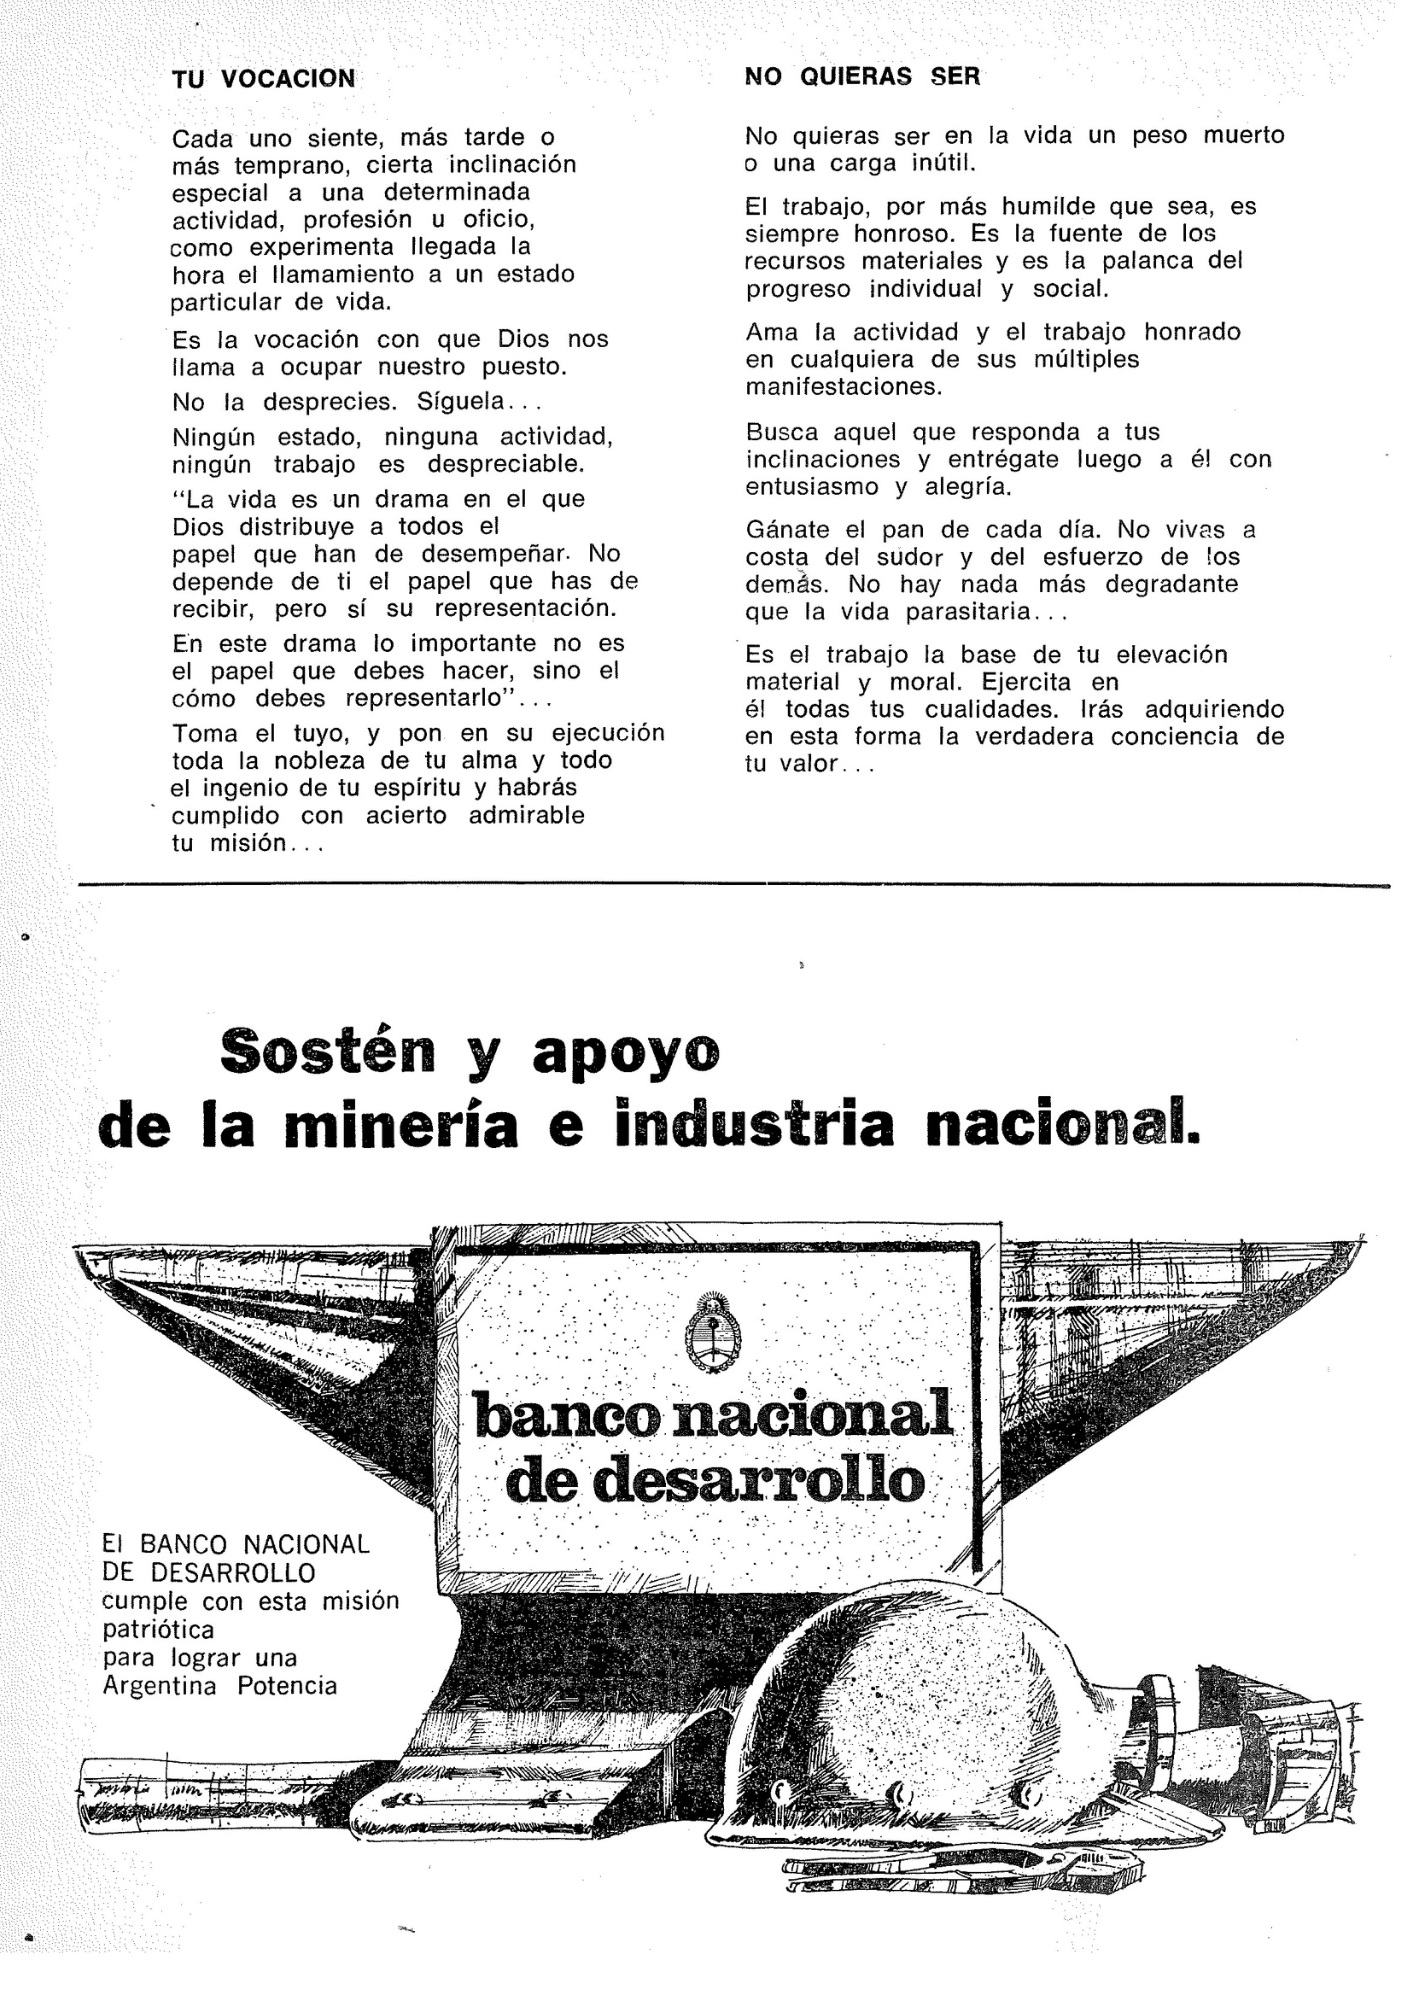 TU VOCACION
Cada uno siente, más tarde o
más temprano, cierta inclinación
especial a una determinada
actividad, profesión u oficio,
como experimenta llegada la
hora el llamamiento a un estado
particular de vida.
Es la vocación con que Dios nos
llama a ocupar nuestro puesto.
No la desprecies. Síguela...
Ningún estado, ninguna actividad,
ningún trabajo es despreciable.
"La vida es un drama en el que
Dios distribuye a todos el
papel que han de desempeñar. No
depende de ti el papel que has de
recibir, pero sí su representación.
En este drama lo importante no es
el papel que debes hacer, sino el
cómo debes representarlo"...
Toma el tuyo, y pon en su ejecución
toda la nobleza de tu alma y todo
el ingenio de tu espíritu y habrás
cumplido con acierto admirable
tu misión...
NO QUIERAS SER
No quieras ser en la vida un peso muerto
o una carga inútil.
El trabajo, por más humilde que sea, es
siempre honroso. Es la fuente de los
recursos materiales y es la palanca del
progreso individual y social.
Ama la actividad y el trabajo honrado
en cualquiera de sus múltiples
manifestaciones.
Busca aquel que responda a tus
inclinaciones y entrégate luego a él con
entusiasmo y alegría.
Gánate el pan de cada día. No vivas a
costa del sudor y del esfuerzo de los
demás. No hay nada más degradante
que la vida parasitaria...
Es el trabajo la base de tu elevación
material y moral. Ejercita en
él todas tus cualidades. Irás adquiriendo
en esta forma la verdadera conciencia de
tu valor...
Sostén y apoyo
de la minería e industria nacional.
banco nacional
de desarrollo
El BANCO NACIONAL
DE DESARROLLO
cumple con esta misión
patriótica
para lograr una
Argentina Potencia